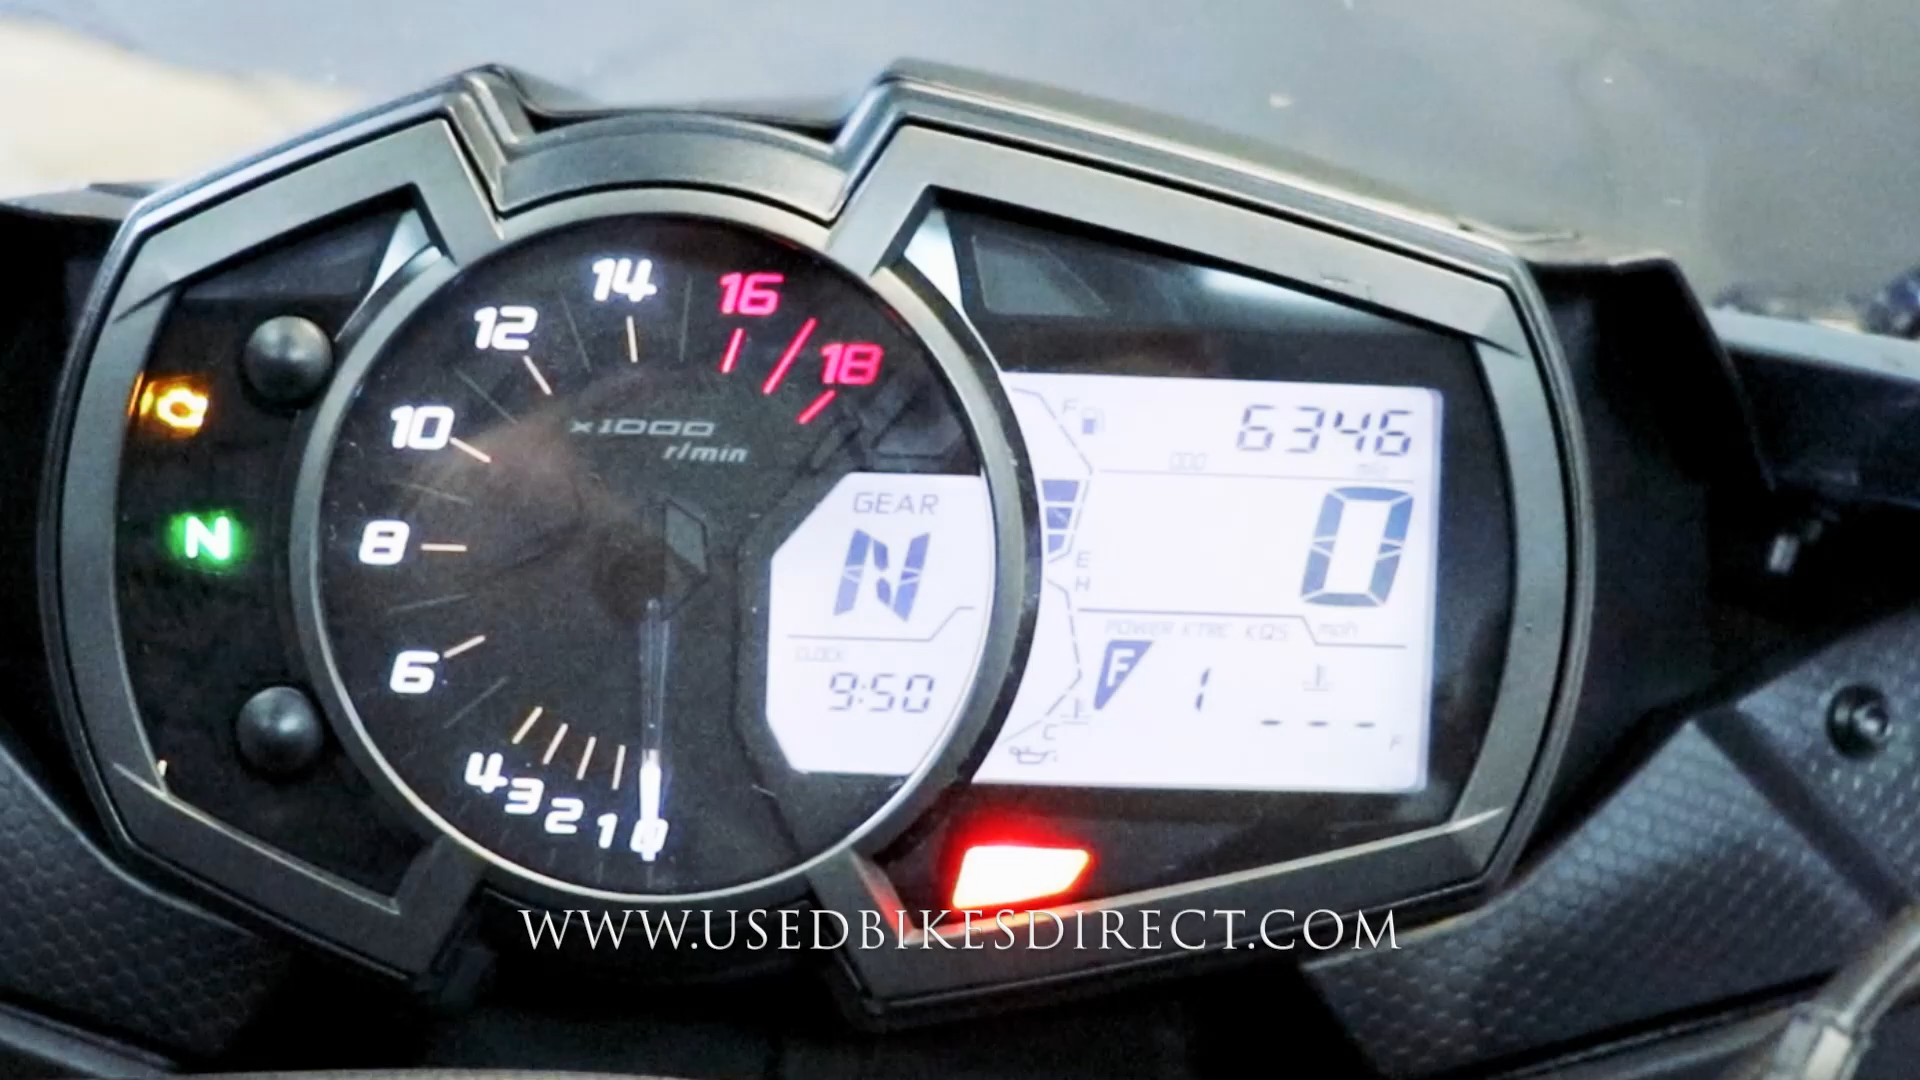 14
16
12
18
10
x1000
r/min
8
6
4
3
2
1
0
N
GEAR
N
CLOCK
9:50
F
6346
ODO
mile
0
E
H
POWER KTRC KQS mph
F 1
C
- - -
F
WWW.USEDBIKESDIRECT.COM